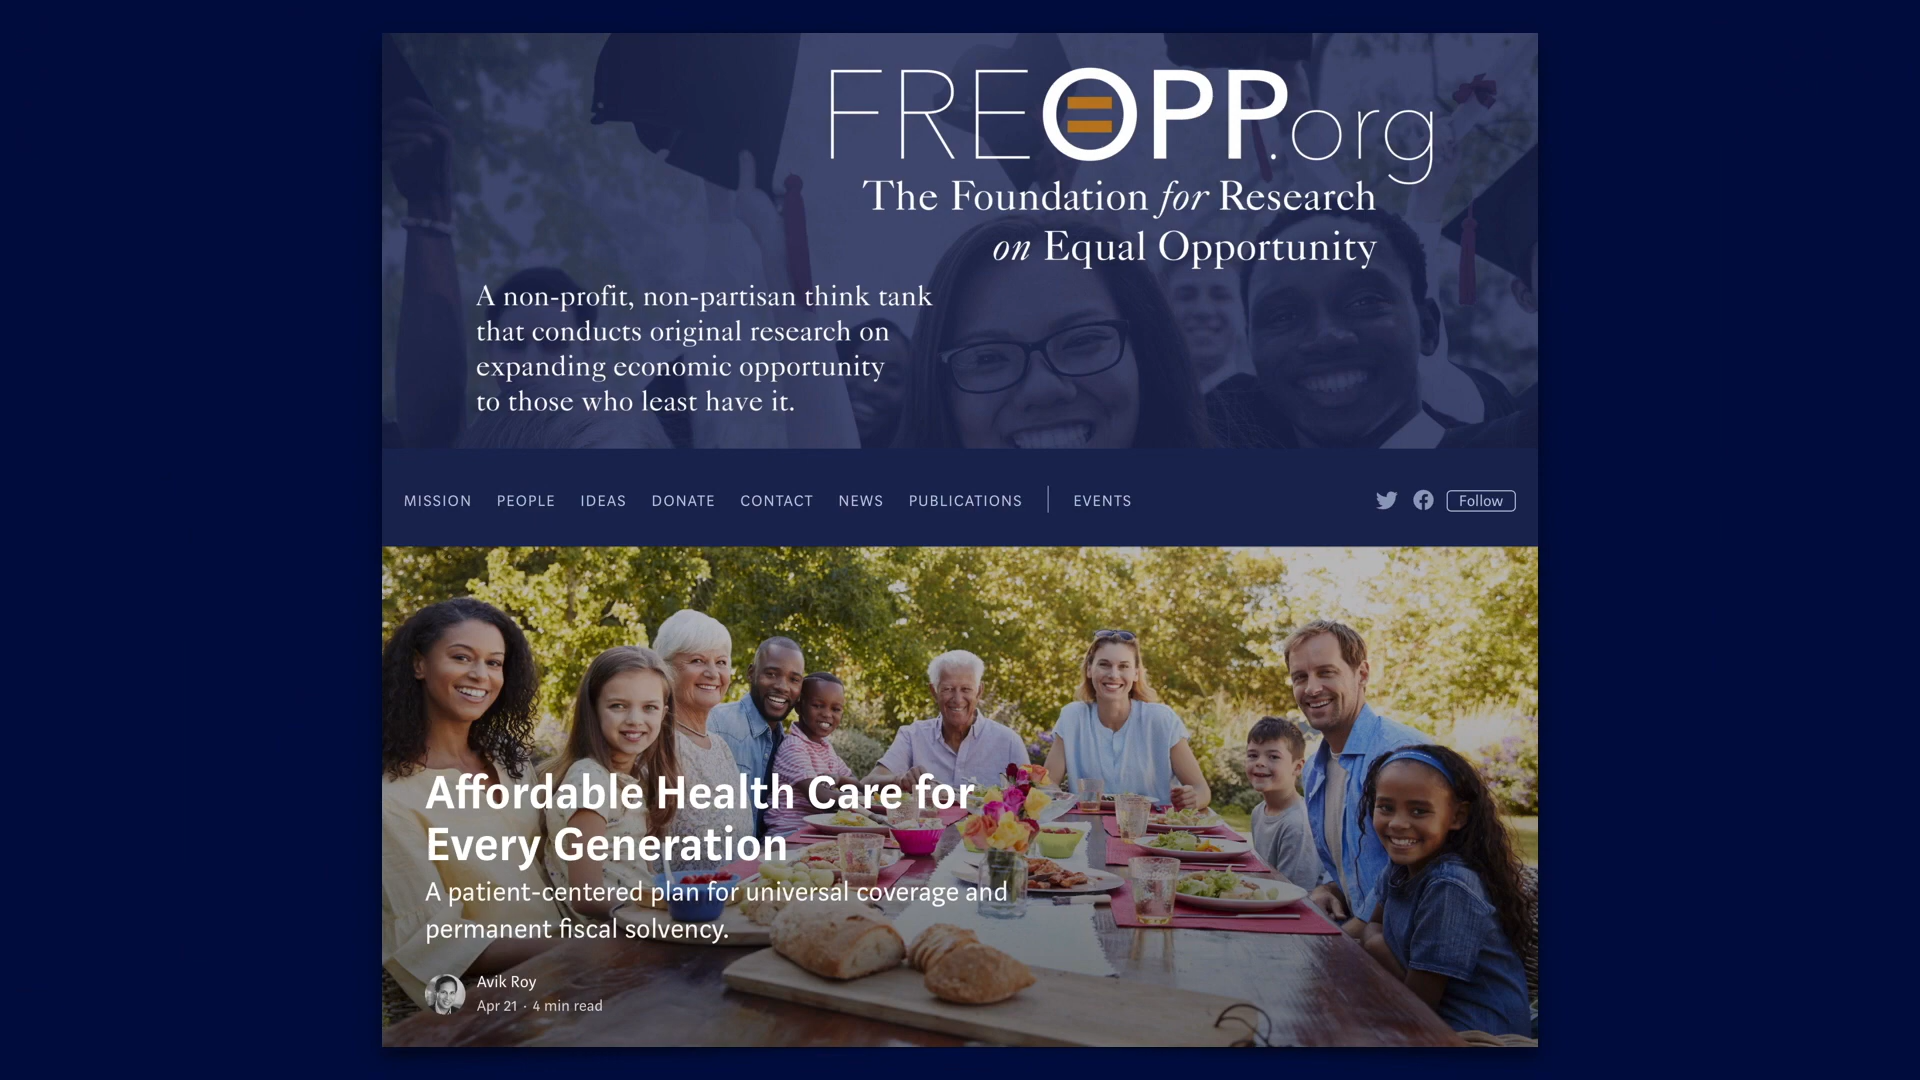 FREOPP.org
The Foundation for Research
on Equal Opportunity
A non-profit, non-partisan think tank
that conducts original research on
expanding economic opportunity
to those who least have it.
MISSION PEOPLE IDEAS DONATE CONTACT NEWS PUBLICATIONS EVENTS Follow
Affordable Health Care for
Every Generation
A patient-centered plan for universal coverage and
permanent fiscal solvency.
Avik Roy
Apr 21 · 4 min read